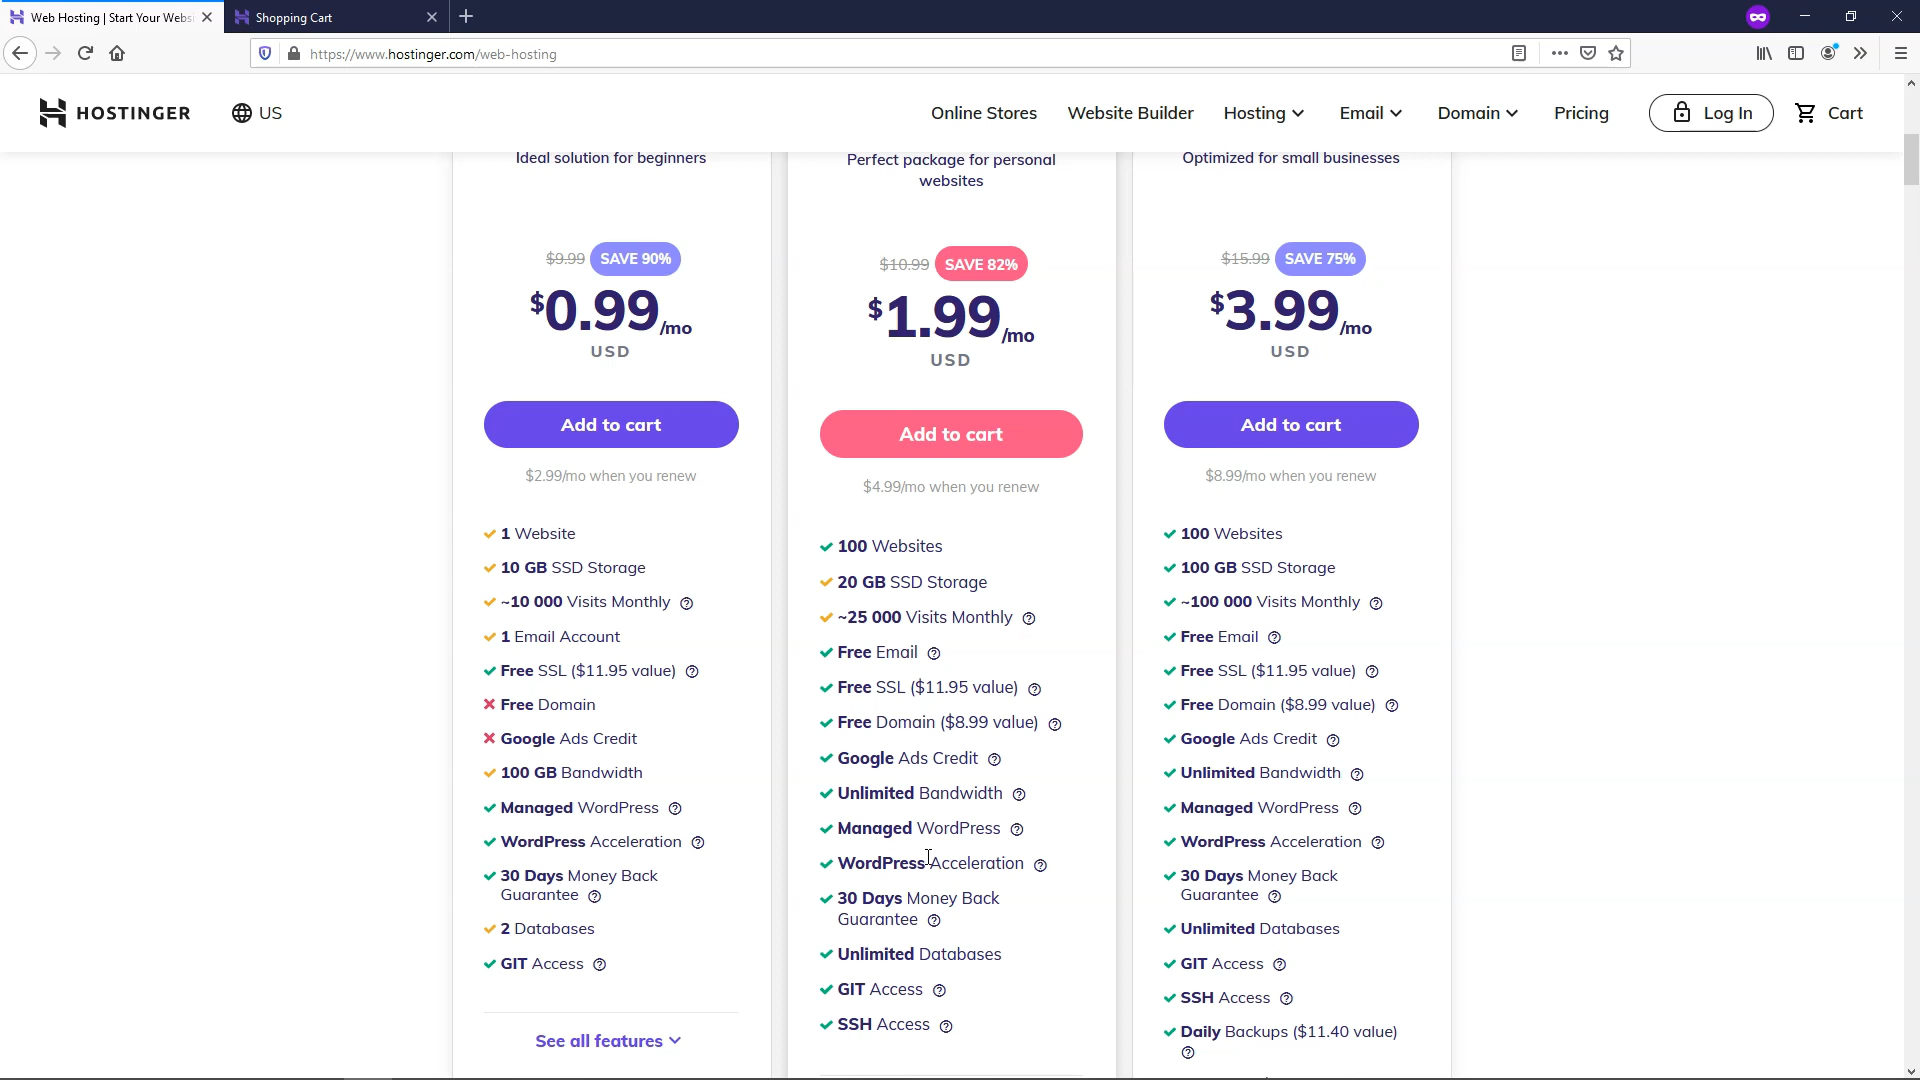 Web Hosting | Start Your Webs
Shopping Cart
https://www.hostinger.com/web-hosting
HOSTINGER
US
Online Stores
Website Builder
Hosting
Email
Domain
Pricing
Log In
Cart
Ideal solution for beginners
$9.99 SAVE 90%
$0.99/mo
USD
Add to cart
$2.99/mo when you renew
1 Website
10 GB SSD Storage
~10 000 Visits Monthly
1 Email Account
Free SSL ($11.95 value)
Free Domain
Google Ads Credit
100 GB Bandwidth
Managed WordPress
WordPress Acceleration
30 Days Money Back
Guarantee
2 Databases
GIT Access
See all features
Perfect package for personal
websites
$10.99 SAVE 82%
$1.99/mo
USD
Add to cart
$4.99/mo when you renew
100 Websites
20 GB SSD Storage
~25 000 Visits Monthly
Free Email
Free SSL ($11.95 value)
Free Domain ($8.99 value)
Google Ads Credit
Unlimited Bandwidth
Managed WordPress
WordPress Acceleration
30 Days Money Back
Guarantee
Unlimited Databases
GIT Access
SSH Access
Optimized for small businesses
$15.99 SAVE 75%
$3.99/mo
USD
Add to cart
$8.99/mo when you renew
100 Websites
100 GB SSD Storage
~100 000 Visits Monthly
Free Email
Free SSL ($11.95 value)
Free Domain ($8.99 value)
Google Ads Credit
Unlimited Bandwidth
Managed WordPress
WordPress Acceleration
30 Days Money Back
Guarantee
Unlimited Databases
GIT Access
SSH Access
Daily Backups ($11.40 value)